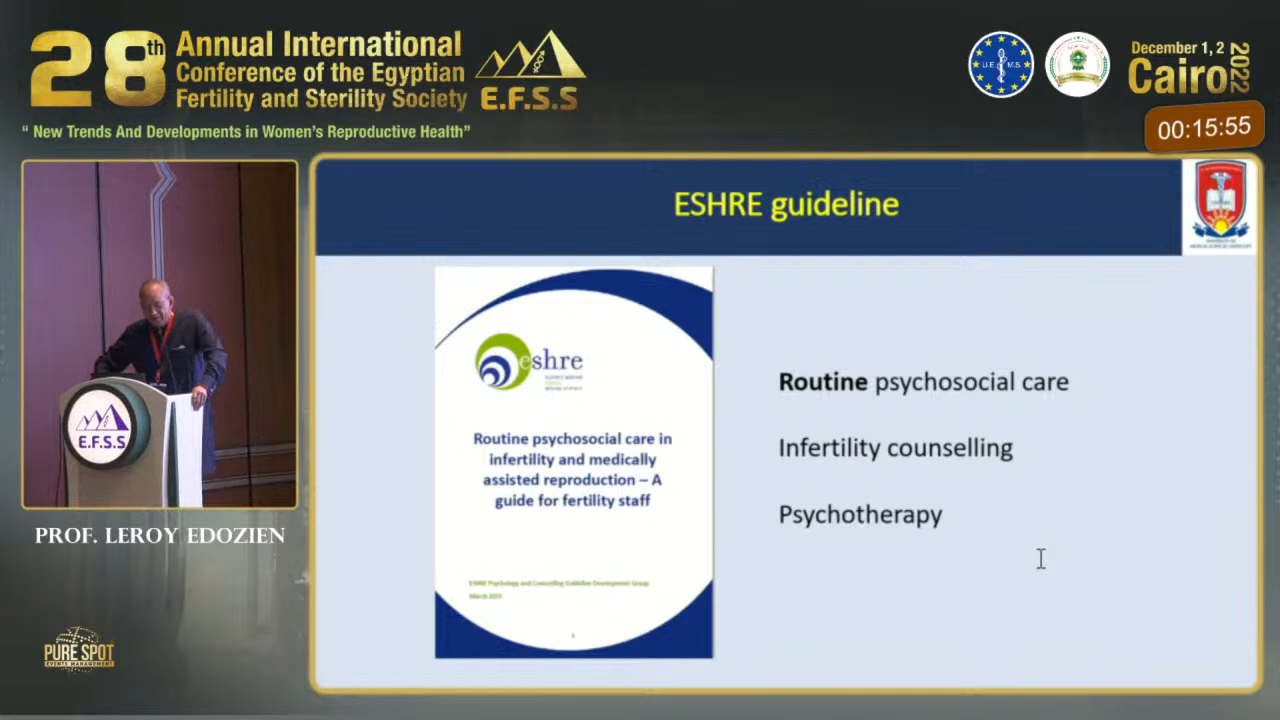 28th
Annual International
Conference of the Egyptian
Fertility and Sterility Society
E.F.S.S
" New Trends And Developments in Women's Reproductive Health"
U.E.M.S.
December 1, 2
2022
Cairo
00:15:55
ESHRE guideline
eshre
Routine psychosocial care in
infertility and medically
assisted reproduction – A
guide for fertility staff
ESHRE Psychology and Counselling Guideline Development Group
Routine psychosocial care
Infertility counselling
Psychotherapy
E.F.S.S
PROF. LEROY EDOZIEN
PURE SPOT
EVENTS MANAGEMENT